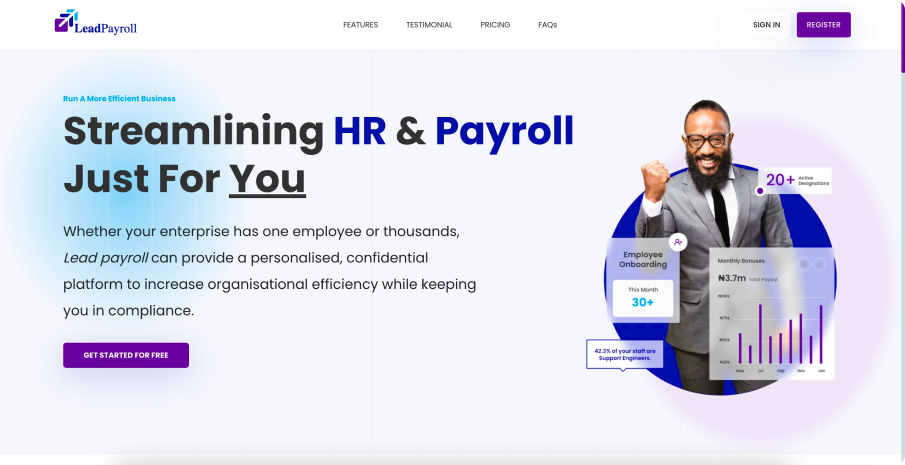 LeadPayroll
FEATURES
TESTIMONIAL
PRICING
FAQs
SIGN IN
REGISTER
Run A More Efficient Business
Streamlining HR & Payroll
Just For You
Whether your enterprise has one employee or thousands,
Lead payroll can provide a personalised, confidential
platform to increase organisational efficiency while keeping
you in compliance.
GET STARTED FOR FREE
20+ Active
Designations
Employee
Onboarding
This Month
30+
Monthly Bonuses
₦3.7m Total Payout
May Jul Sep Nov Jan
42.3% of your staff are
Support Engineers.